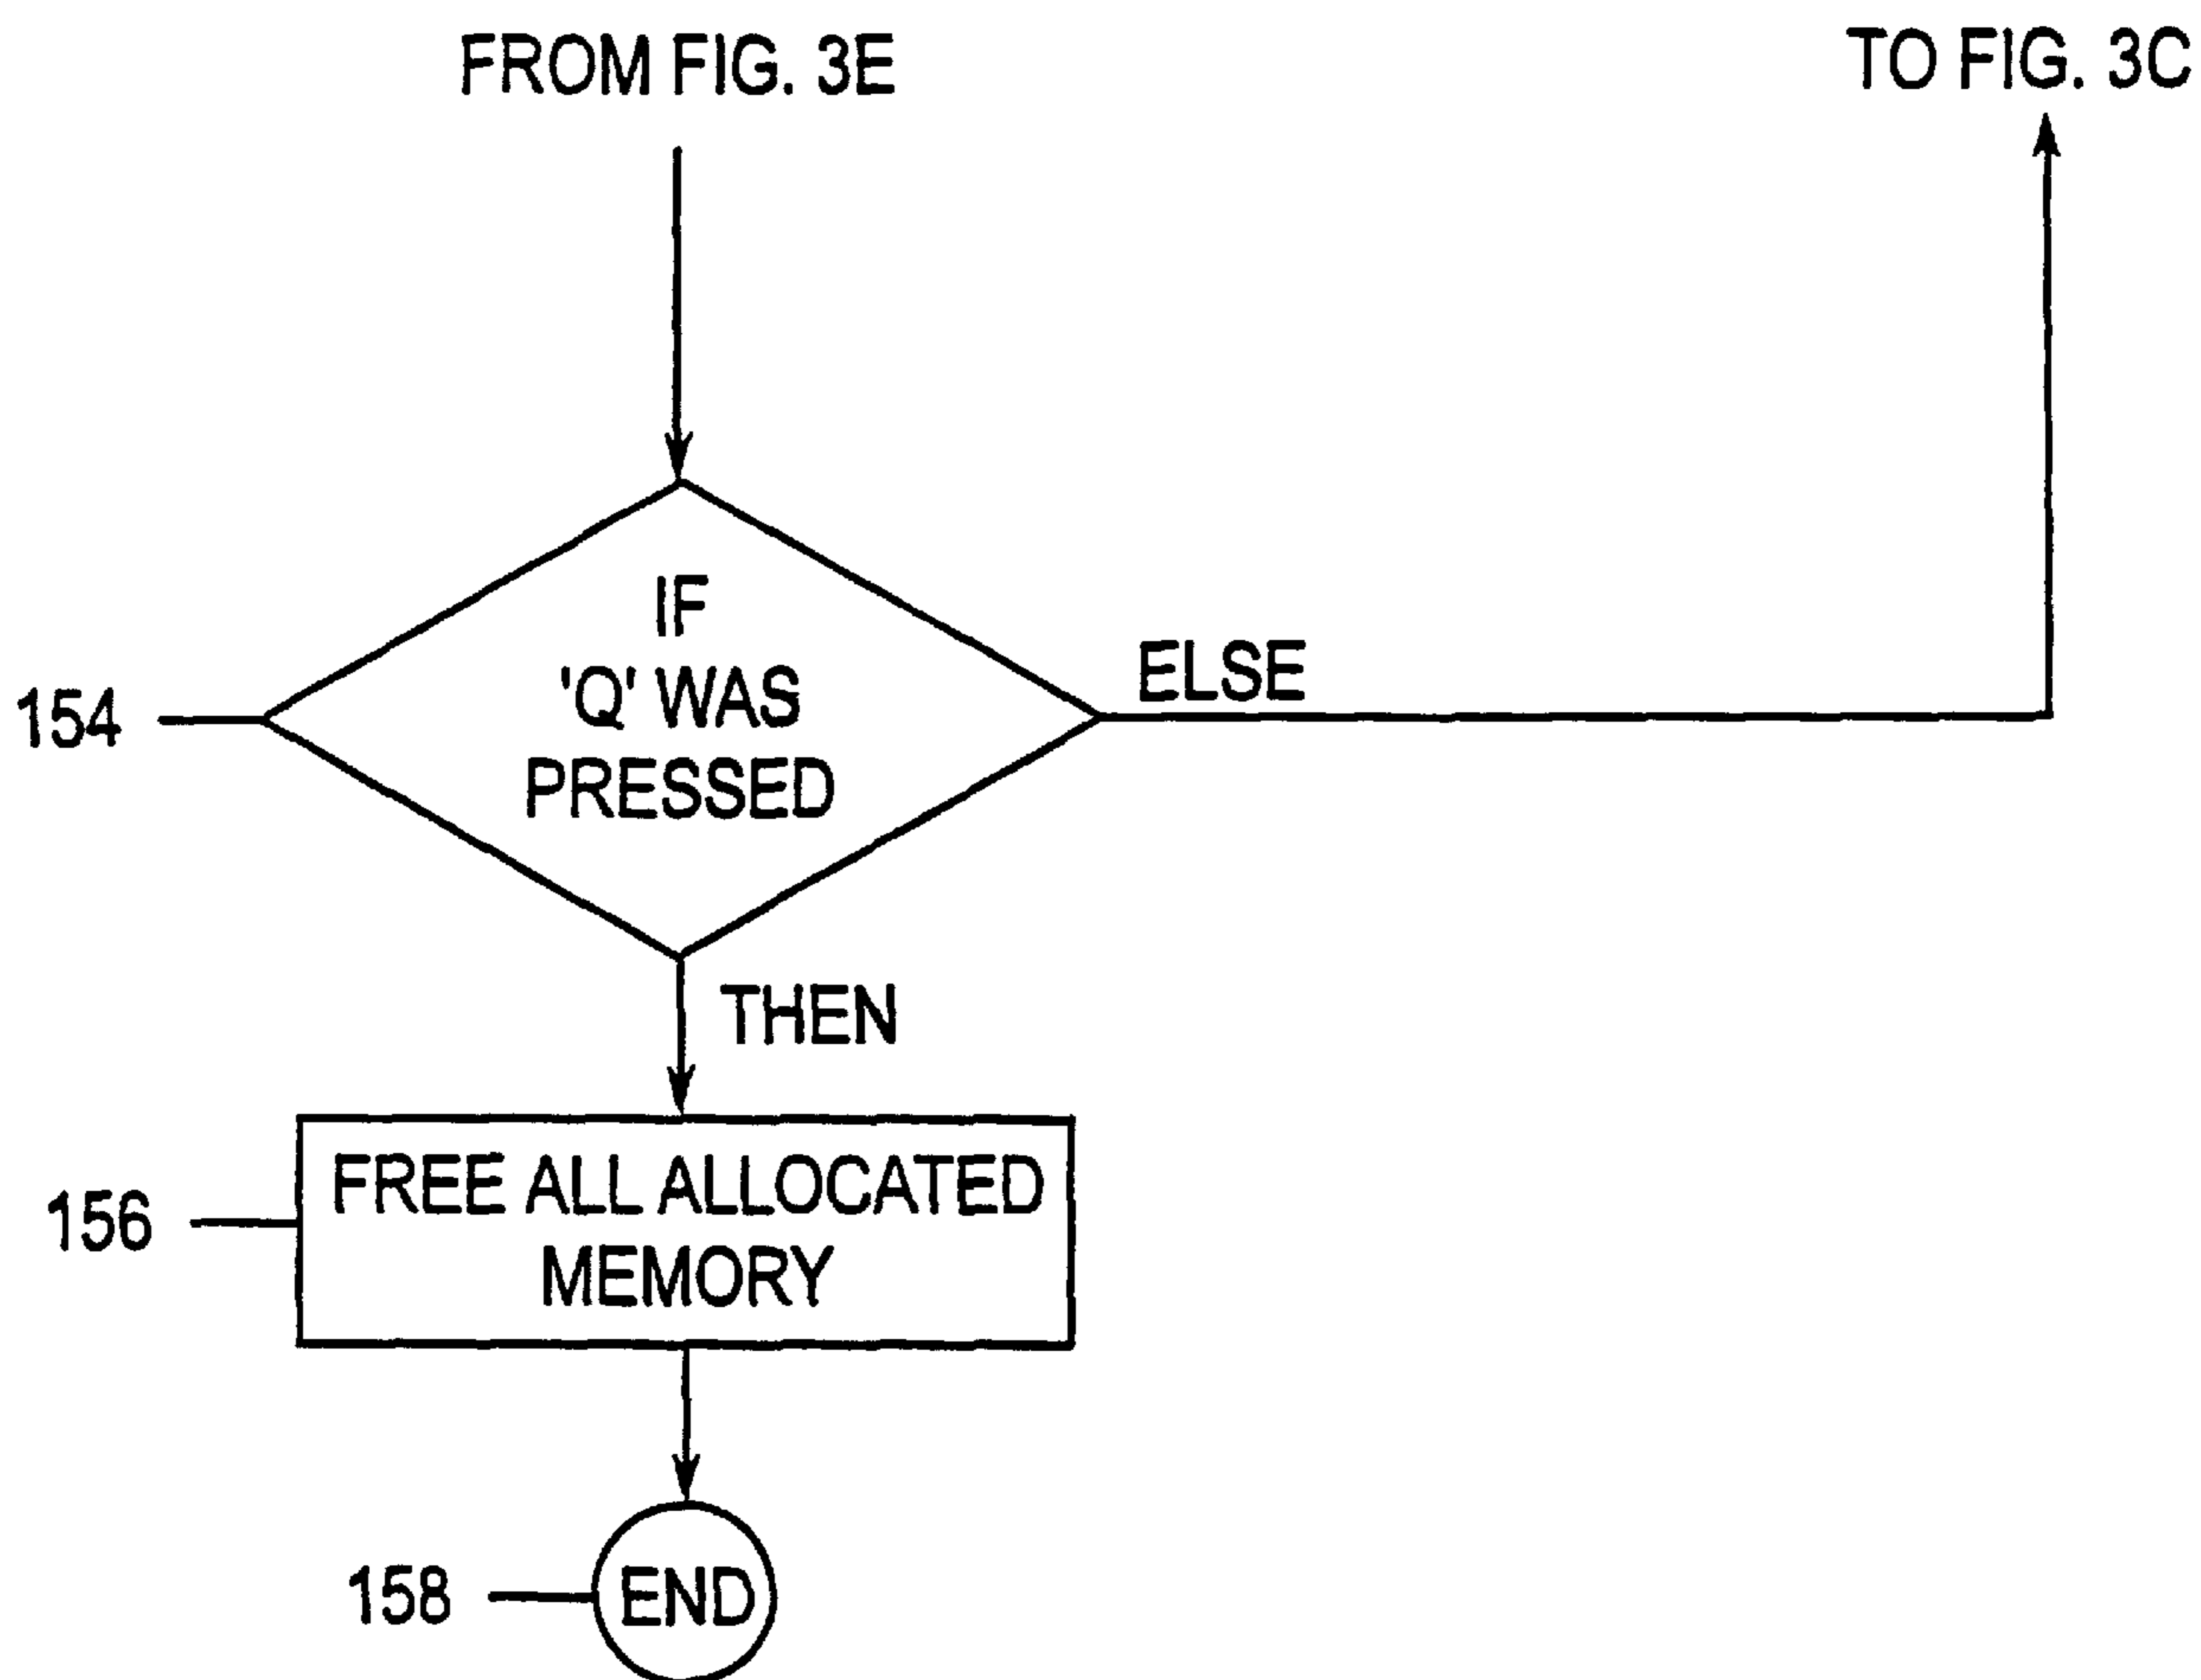 FROM FIG. 3E
TO FIG. 3C
IF
'Q' WAS
PRESSED
ELSE
154
THEN
FREE ALL ALLOCATED
MEMORY
156
END
158